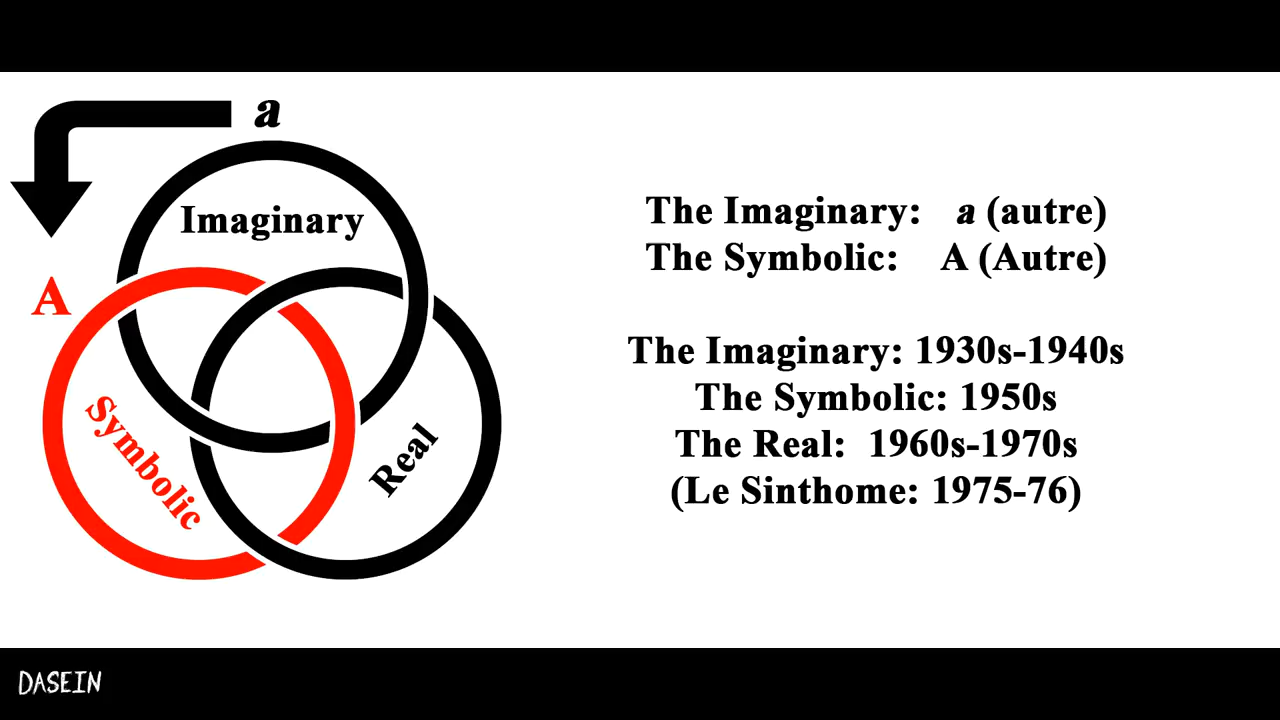 a
Imaginary
A
Symbolic
Real
The Imaginary: a (autre)
The Symbolic: A (Autre)
The Imaginary: 1930s-1940s
The Symbolic: 1950s
The Real: 1960s-1970s
(Le Sinthome: 1975-76)
DASEIN